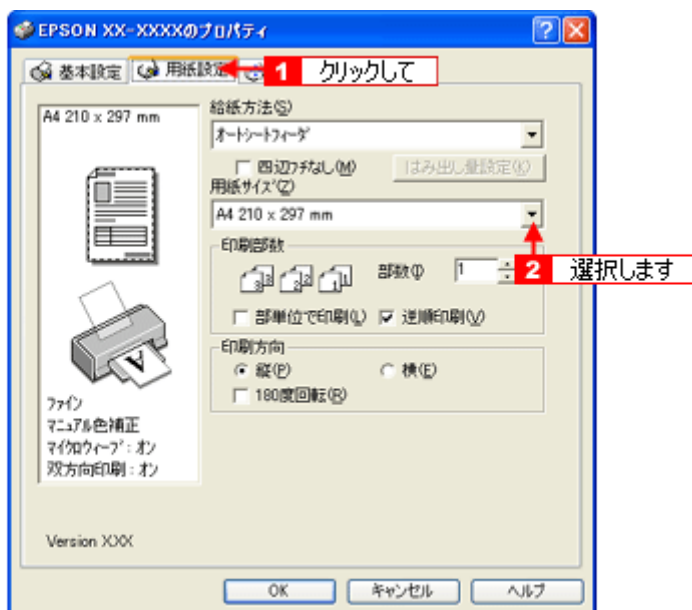 EPSON XX-XXXXのプロパティ
基本設定 用紙設定
1 クリックして
A4 210 x 297 mm
給紙方法(S)
オートシートフィーダ
四辺フチなし(M) はみ出し量設定(K)
用紙サイズ(Z)
A4 210 x 297 mm
2 選択します
印刷部数
3 3 2 2 1 1
部数(I) 1
部単位で印刷(L) 逆順印刷(V)
印刷方向
縦(P) 横(E)
180度回転(R)
A
ファイン
マニュアル色補正
マイクロウィーブ:オン
双方向印刷:オン
Version XXX
OK キャンセル ヘルプ